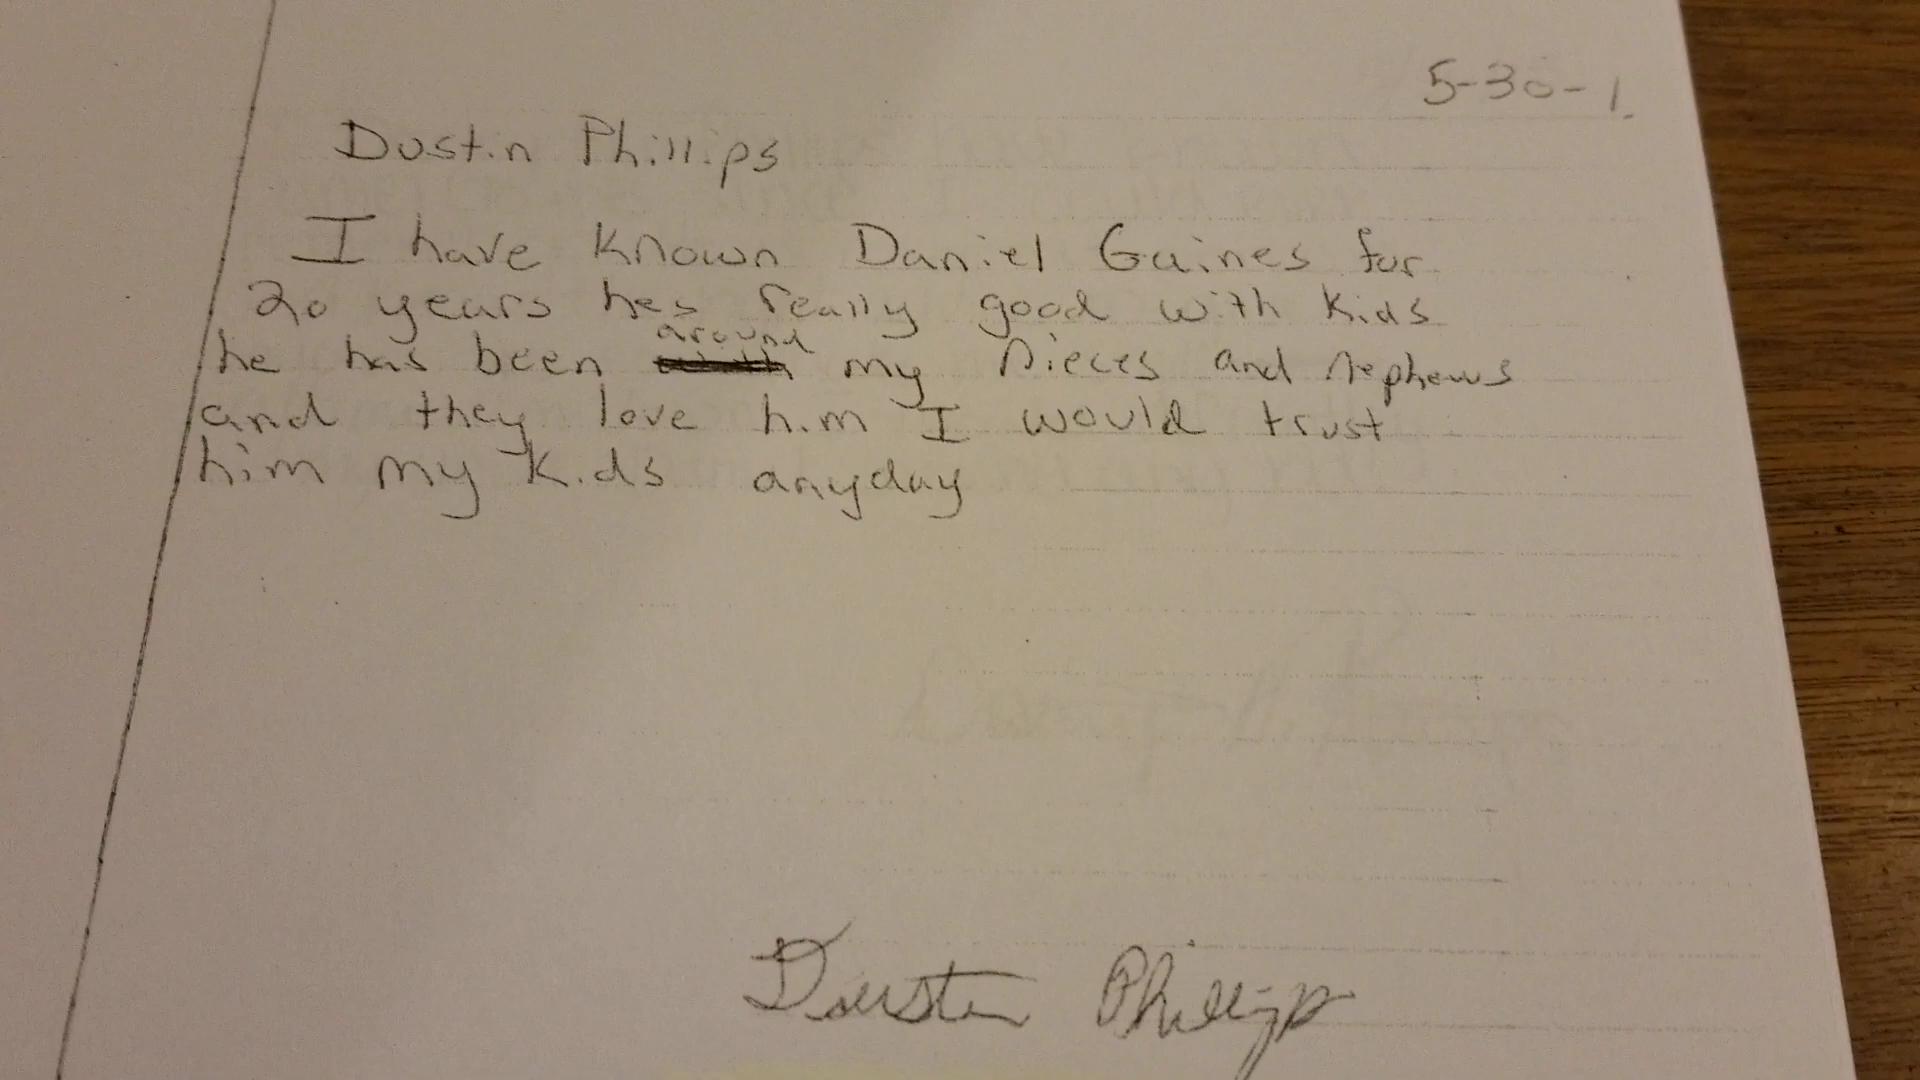 5-30-1
Dustin Phillips
I have known Daniel Gaines for
20 years hes really good with kids
he has been around my nieces and nephews
and they love him I would trust
him my kids anyday
Dustin Phillips